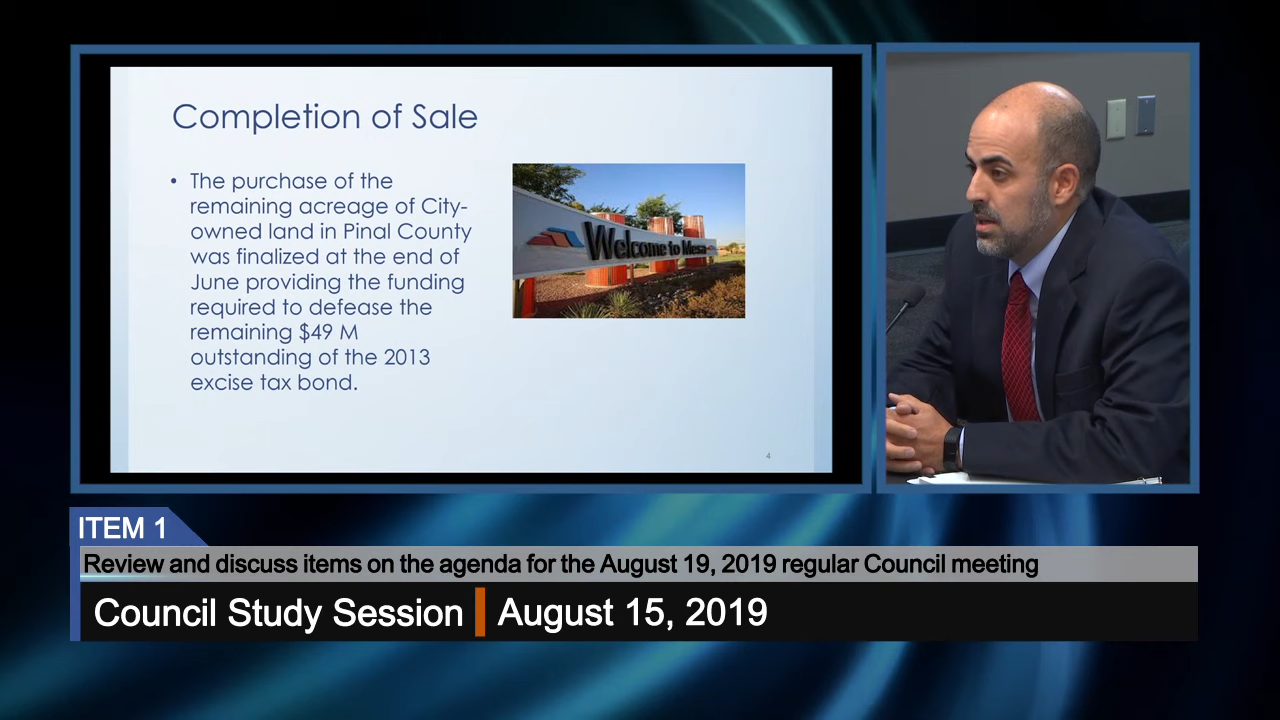 Completion of Sale
• The purchase of the
remaining acreage of City-
owned land in Pinal County
was finalized at the end of
June providing the funding
required to defease the
remaining $49 M
outstanding of the 2013
excise tax bond.
Welcome to Mesa
4
ITEM 1
Review and discuss items on the agenda for the August 19, 2019 regular Council meeting
Council Study Session
August 15, 2019